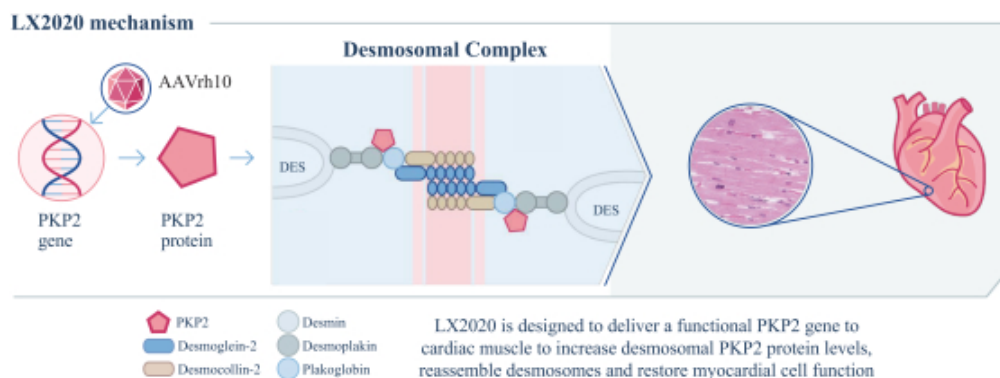 LX2020 mechanism
Desmosomal Complex
AAVrh10
DES
DES
PKP2
gene
PKP2
protein
PKP2
Desmoglein-2
Desmocollin-2
Desmin
Desmoplakin
Plakoglobin
LX2020 is designed to deliver a functional PKP2 gene to
cardiac muscle to increase desmosomal PKP2 protein levels,
reassemble desmosomes and restore myocardial cell function